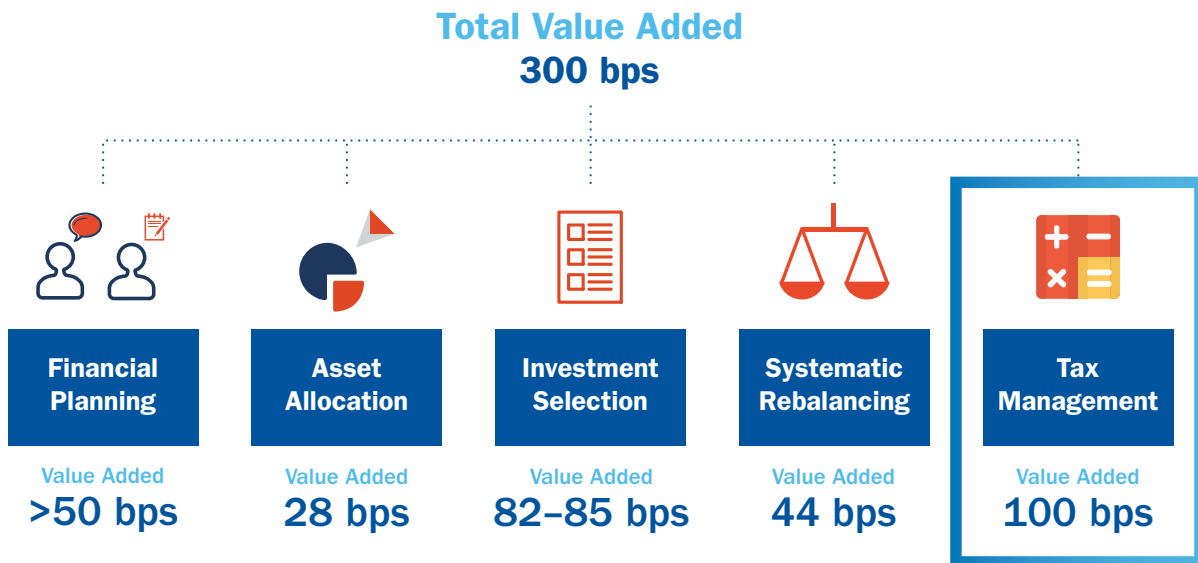 Total Value Added
300 bps
Financial
Planning
Value Added
>50 bps
Asset
Allocation
Value Added
28 bps
Investment
Selection
Value Added
82–85 bps
Systematic
Rebalancing
Value Added
44 bps
Tax
Management
Value Added
100 bps